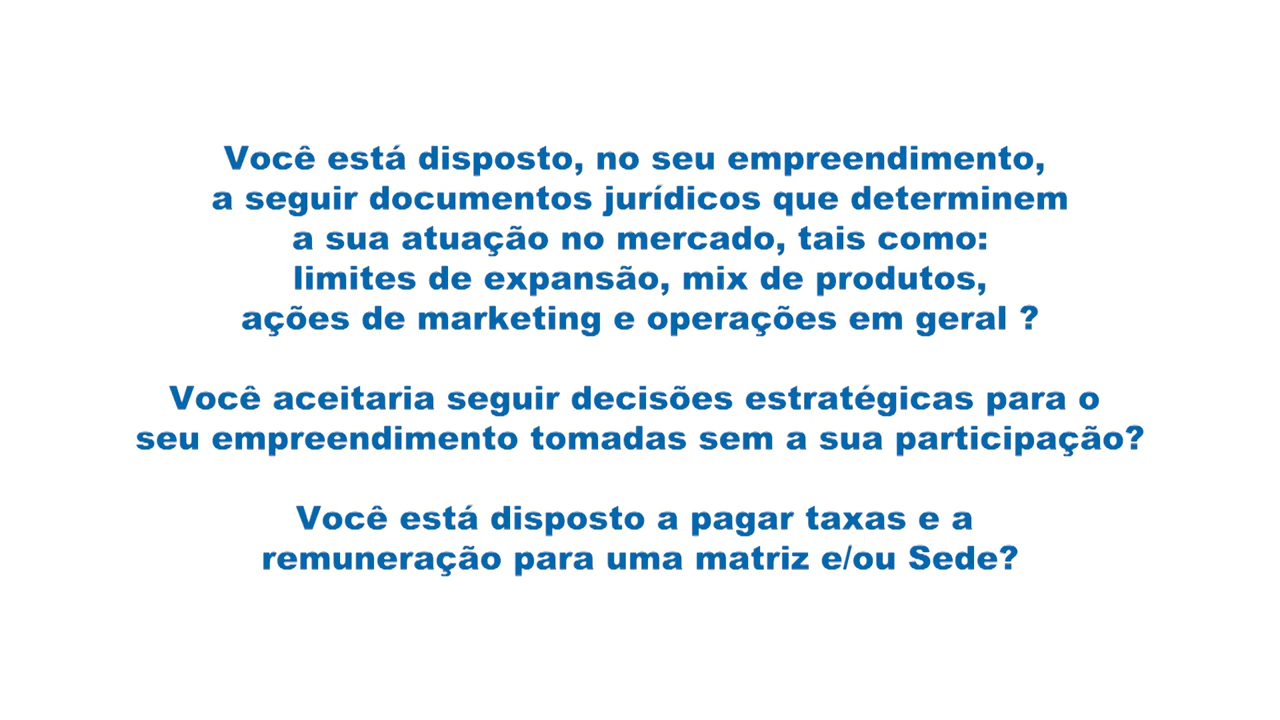 Você está disposto, no seu empreendimento,
a seguir documentos jurídicos que determinem
a sua atuação no mercado, tais como:
limites de expansão, mix de produtos,
ações de marketing e operações em geral ?
Você aceitaria seguir decisões estratégicas para o
seu empreendimento tomadas sem a sua participação?
Você está disposto a pagar taxas e a
remuneração para uma matriz e/ou Sede?